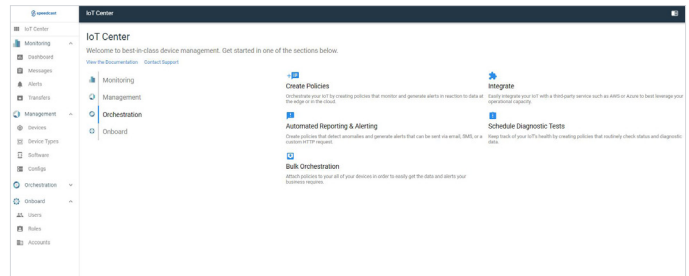 speedcast
IoT Center
IoT Center
Monitoring
Dashboard
Messages
Alerts
Transfers
Management
Devices
Device Types
Software
Configs
Orchestration
Onboard
Users
Roles
Accounts
IoT Center
Welcome to best-in-class device management. Get started in one of the sections below.
View the Documentation Contact Support
Monitoring
Management
Orchestration
Onboard
Create Policies
Orchestrate your IoT by creating policies that monitor and generate alerts in reaction to data at
the edge or in the cloud.
Integrate
Easily integrate your IoT with a third-party service such as AWS or Azure to best leverage your
operational capacity.
Automated Reporting & Alerting
Create policies that detect anomalies and generate alerts that can be sent via email, SMS, or a
custom HTTP request.
Schedule Diagnostic Tests
Keep track of your IoT's health by creating policies that routinely check status and diagnostic
data.
Bulk Orchestration
Attach policies to your all of your devices in order to easily get the data and alerts your
business requires.